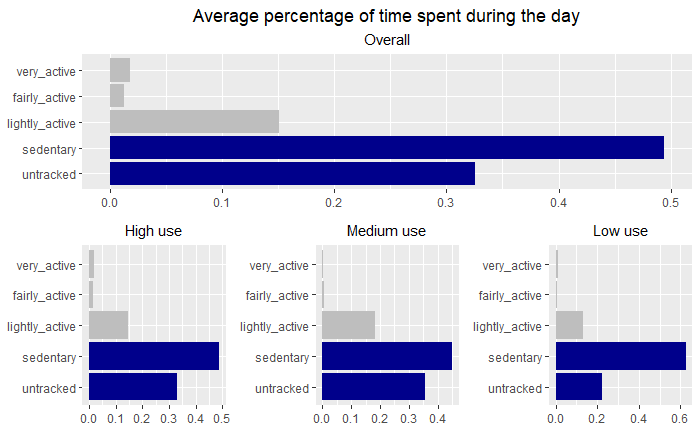 Average percentage of time spent during the day
Overall
very_active
fairly_active
lightly_active
sedentary
untracked
0.0 0.1 0.2 0.3 0.4 0.5
High use
very_active
fairly_active
lightly_active
sedentary
untracked
0.0 0.1 0.2 0.3 0.4 0.5
Medium use
very_active
fairly_active
lightly_active
sedentary
untracked
0.0 0.1 0.2 0.3 0.4
Low use
very_active
fairly_active
lightly_active
sedentary
untracked
0.0 0.2 0.4 0.6